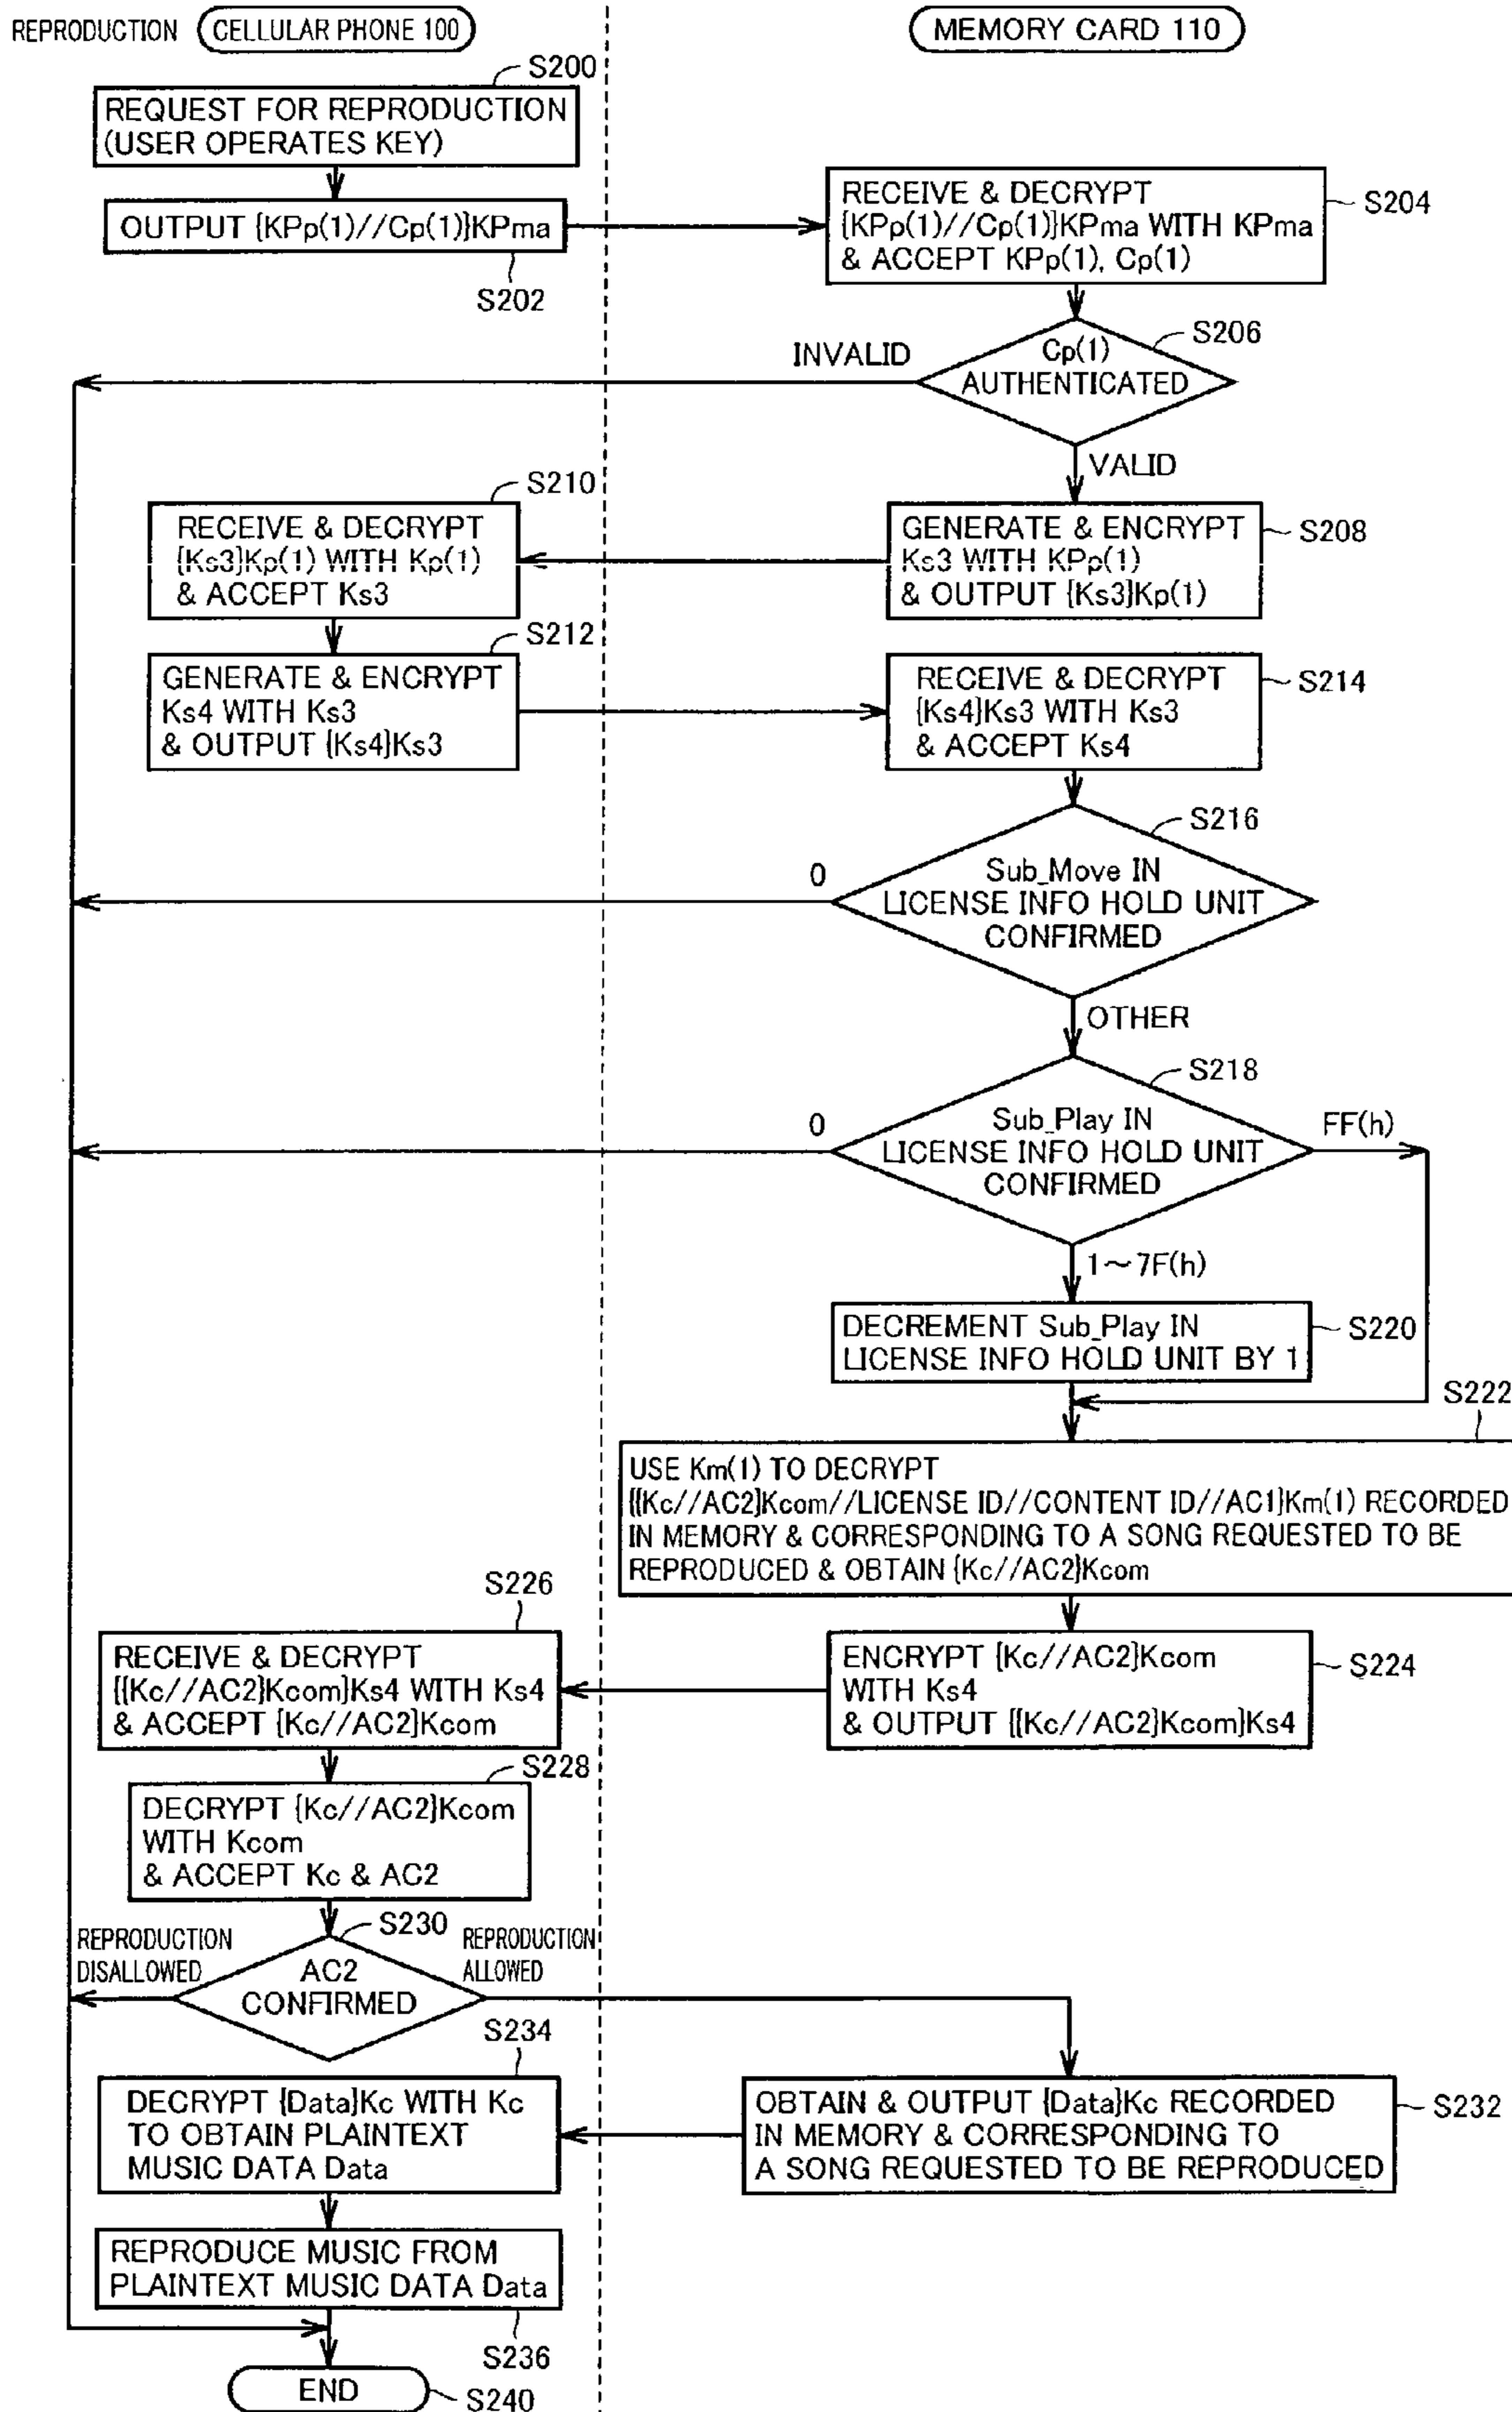 REPRODUCTION
CELLULAR PHONE 100
MEMORY CARD 110
S200
REQUEST FOR REPRODUCTION
(USER OPERATES KEY)
OUTPUT {KPp(1)//Cp(1)}KPma
S202
RECEIVE & DECRYPT
{KPp(1)//Cp(1)}KPma WITH KPma
& ACCEPT KPp(1), Cp(1)
S204
S206
Cp(1)
AUTHENTICATED
INVALID
VALID
GENERATE & ENCRYPT
Ks3 WITH KPp(1)
& OUTPUT {Ks3}Kp(1)
S208
S210
RECEIVE & DECRYPT
{Ks3}Kp(1) WITH Kp(1)
& ACCEPT Ks3
S212
GENERATE & ENCRYPT
Ks4 WITH Ks3
& OUTPUT {Ks4}Ks3
RECEIVE & DECRYPT
{Ks4}Ks3 WITH Ks3
& ACCEPT Ks4
S214
S216
Sub_Move IN
LICENSE INFO HOLD UNIT
CONFIRMED
0
OTHER
S218
Sub_Play IN
LICENSE INFO HOLD UNIT
CONFIRMED
0
FF(h)
1~7F(h)
DECREMENT Sub_Play IN
LICENSE INFO HOLD UNIT BY 1
S220
S222
USE Km(1) TO DECRYPT
{{Kc//AC2}Kcom//LICENSE ID//CONTENT ID//AC1}Km(1) RECORDED
IN MEMORY & CORRESPONDING TO A SONG REQUESTED TO BE
REPRODUCED & OBTAIN {Kc//AC2}Kcom
ENCRYPT {Kc//AC2}Kcom
WITH Ks4
& OUTPUT {{Kc//AC2}Kcom}Ks4
S224
S226
RECEIVE & DECRYPT
{{Kc//AC2}Kcom}Ks4 WITH Ks4
& ACCEPT {Kc//AC2}Kcom
S228
DECRYPT {Kc//AC2}Kcom
WITH Kcom
& ACCEPT Kc & AC2
S230
AC2
CONFIRMED
REPRODUCTION
DISALLOWED
REPRODUCTION
ALLOWED
OBTAIN & OUTPUT {Data}Kc RECORDED
IN MEMORY & CORRESPONDING TO
A SONG REQUESTED TO BE REPRODUCED
S232
S234
DECRYPT {Data}Kc WITH Kc
TO OBTAIN PLAINTEXT
MUSIC DATA Data
REPRODUCE MUSIC FROM
PLAINTEXT MUSIC DATA Data
S236
END
S240